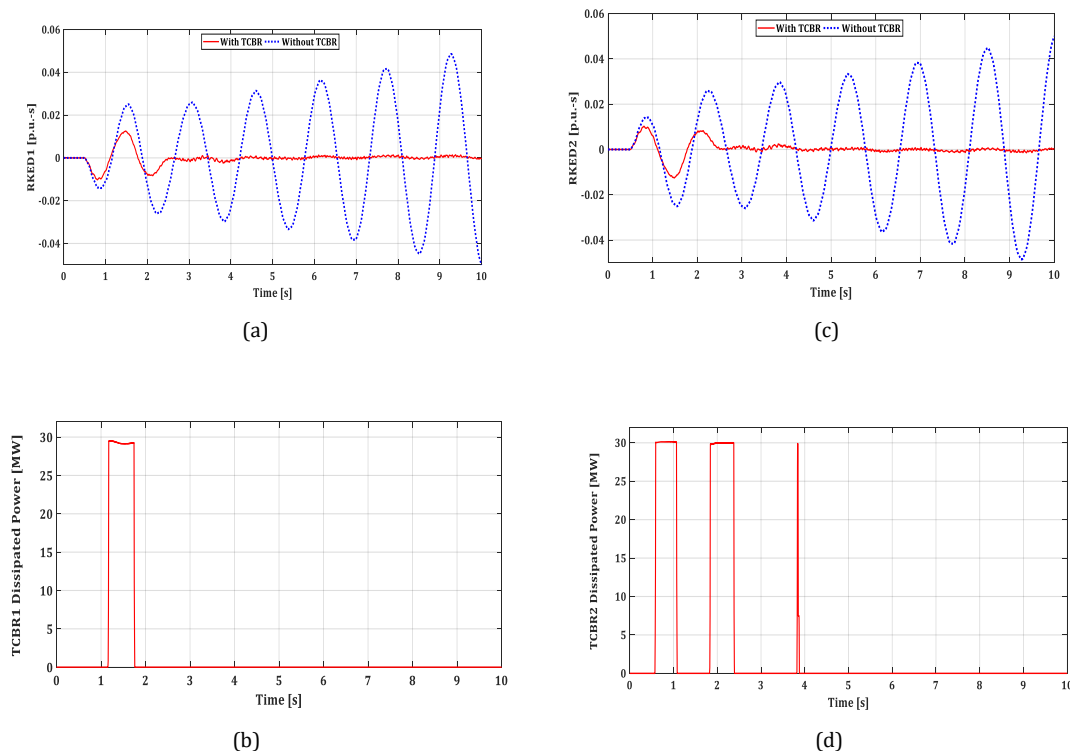 With TCBR Without TCBR
RKED1 [p.u.-s]
0.06
0.04
0.02
0
-0.02
-0.04
0 1 2 3 4 5 6 7 8 9 10
Time [s]
(a)
With TCBR Without TCBR
RKED2 [p.u.-s]
0.06
0.04
0.02
0
-0.02
-0.04
0 1 2 3 4 5 6 7 8 9 10
Time [s]
(c)
TCBR1 Dissipated Power [MW]
30
25
20
15
10
5
0
0 1 2 3 4 5 6 7 8 9 10
Time [s]
(b)
TCBR2 Dissipated Power [MW]
30
25
20
15
10
5
0
0 1 2 3 4 5 6 7 8 9 10
Time [s]
(d)